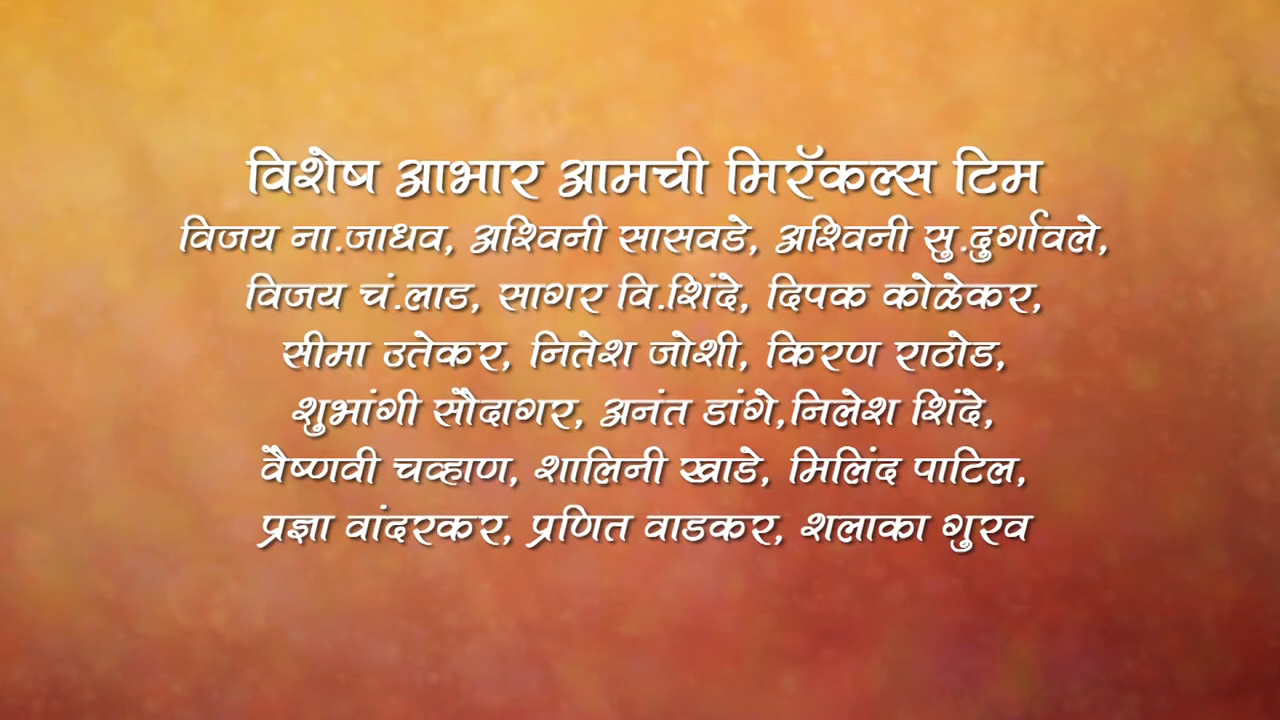 विशेष आभार आमची मिरॅकल्स टिम
विजय ना.जाधव, अश्विनी सासवडे, अश्विनी सु.दुर्गावले,
विजय चं.लाड, सागर वि.शिंदे, दिपक कोळेकर,
सीमा उतेकर, नितेश जोशी, किरण राठोड,
शुभांगी सौदागर, अनंत डांगे,निलेश शिंदे,
वैष्णवी चव्हाण, शालिनी खाडे, मिलिंद पाटिल,
प्रज्ञा वांदरकर, प्रणित वाडकर, शलाका गुरव